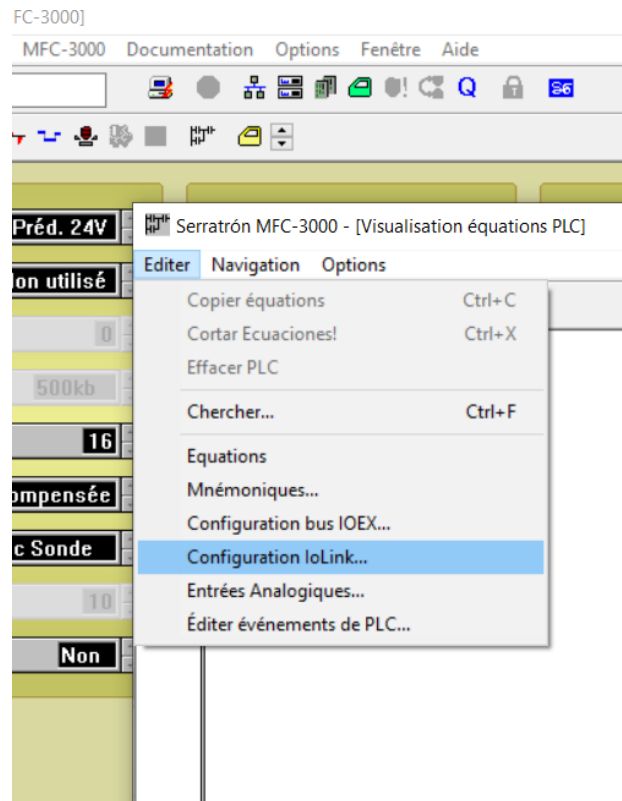 FC-3000]
MFC-3000 Documentation Options Fenêtre Aide
Q S6
Préd. 24V
Serratrón MFC-3000 - [Visualisation équations PLC]
on utilisé
Editer Navigation Options
Copier équations Ctrl+C
0
Cortar Ecuaciones! Ctrl+X
Effacer PLC
500kb
Chercher... Ctrl+F
16
Equations
Mnémoniques...
ompensée
Configuration bus IOEX...
c Sonde
Configuration IoLink...
Entrées Analogiques...
10
Éditer événements de PLC...
Non